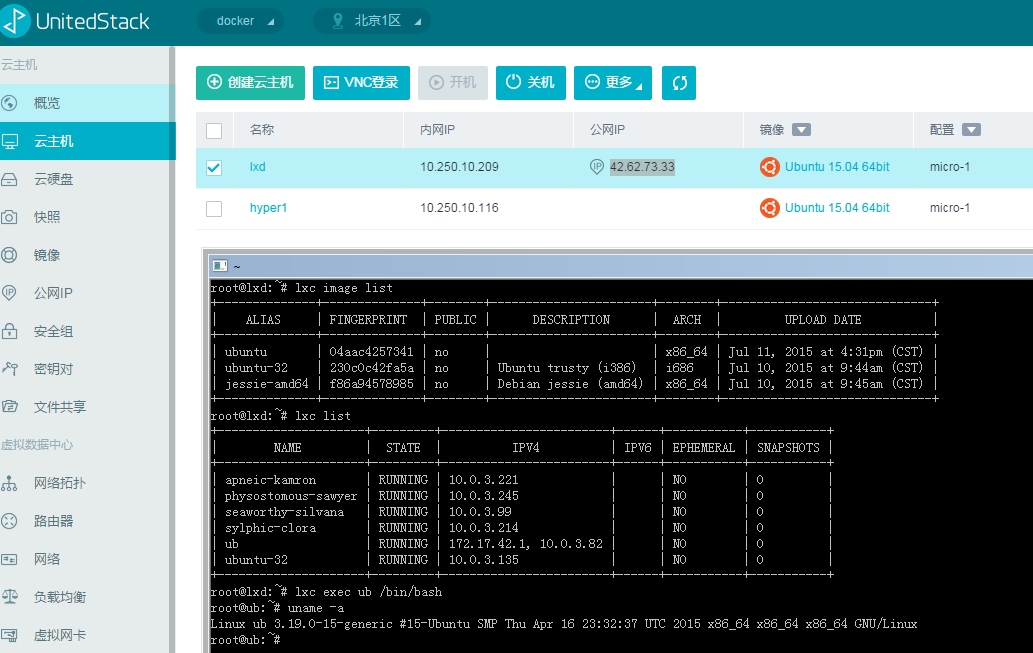 UnitedStack
docker
北京1区
云主机
概览
云主机
云硬盘
快照
镜像
公网IP
安全组
密钥对
文件共享
虚拟数据中心
网络拓扑
路由器
网络
负载均衡
虚拟网卡
创建云主机 VNC登录 开机 关机 更多
名称 内网IP 公网IP 镜像 配置
lxd 10.250.10.209 IP 42.62.73.33 Ubuntu 15.04 64bit micro-1
hyper1 10.250.10.116 Ubuntu 15.04 64bit micro-1
~
root@lxd:~# lxc image list
+---------------+--------------+--------+------------------------+--------+-------------------------------+
| ALIAS | FINGERPRINT | PUBLIC | DESCRIPTION | ARCH | UPLOAD DATE |
+---------------+--------------+--------+------------------------+--------+-------------------------------+
| ubuntu | 04aac4257341 | no | | x86_64 | Jul 11, 2015 at 4:31pm (CST) |
| ubuntu-32 | 230c0c42fa5a | no | Ubuntu trusty (i386) | i686 | Jul 10, 2015 at 9:44am (CST) |
| jessie-amd64 | f86a94578985 | no | Debian jessie (amd64) | x86_64 | Jul 10, 2015 at 9:45am (CST) |
+---------------+--------------+--------+------------------------+--------+-------------------------------+
root@lxd:~# lxc list
+----------------------+---------+------------------------+------+-----------+-----------+
| NAME | STATE | IPV4 | IPV6 | EPHEMERAL | SNAPSHOTS |
+----------------------+---------+------------------------+------+-----------+-----------+
| apneic-kamron | RUNNING | 10.0.3.221 | | NO | 0 |
| physostomous-sawyer | RUNNING | 10.0.3.245 | | NO | 0 |
| seaworthy-silvana | RUNNING | 10.0.3.99 | | NO | 0 |
| sylphic-clora | RUNNING | 10.0.3.214 | | NO | 0 |
| ub | RUNNING | 172.17.42.1, 10.0.3.82 | | NO | 0 |
| ubuntu-32 | RUNNING | 10.0.3.135 | | NO | 0 |
+----------------------+---------+------------------------+------+-----------+-----------+
root@lxd:~# lxc exec ub /bin/bash
root@ub:~# uname -a
Linux ub 3.19.0-15-generic #15-Ubuntu SMP Thu Apr 16 23:32:37 UTC 2015 x86_64 x86_64 x86_64 GNU/Linux
root@ub:~#